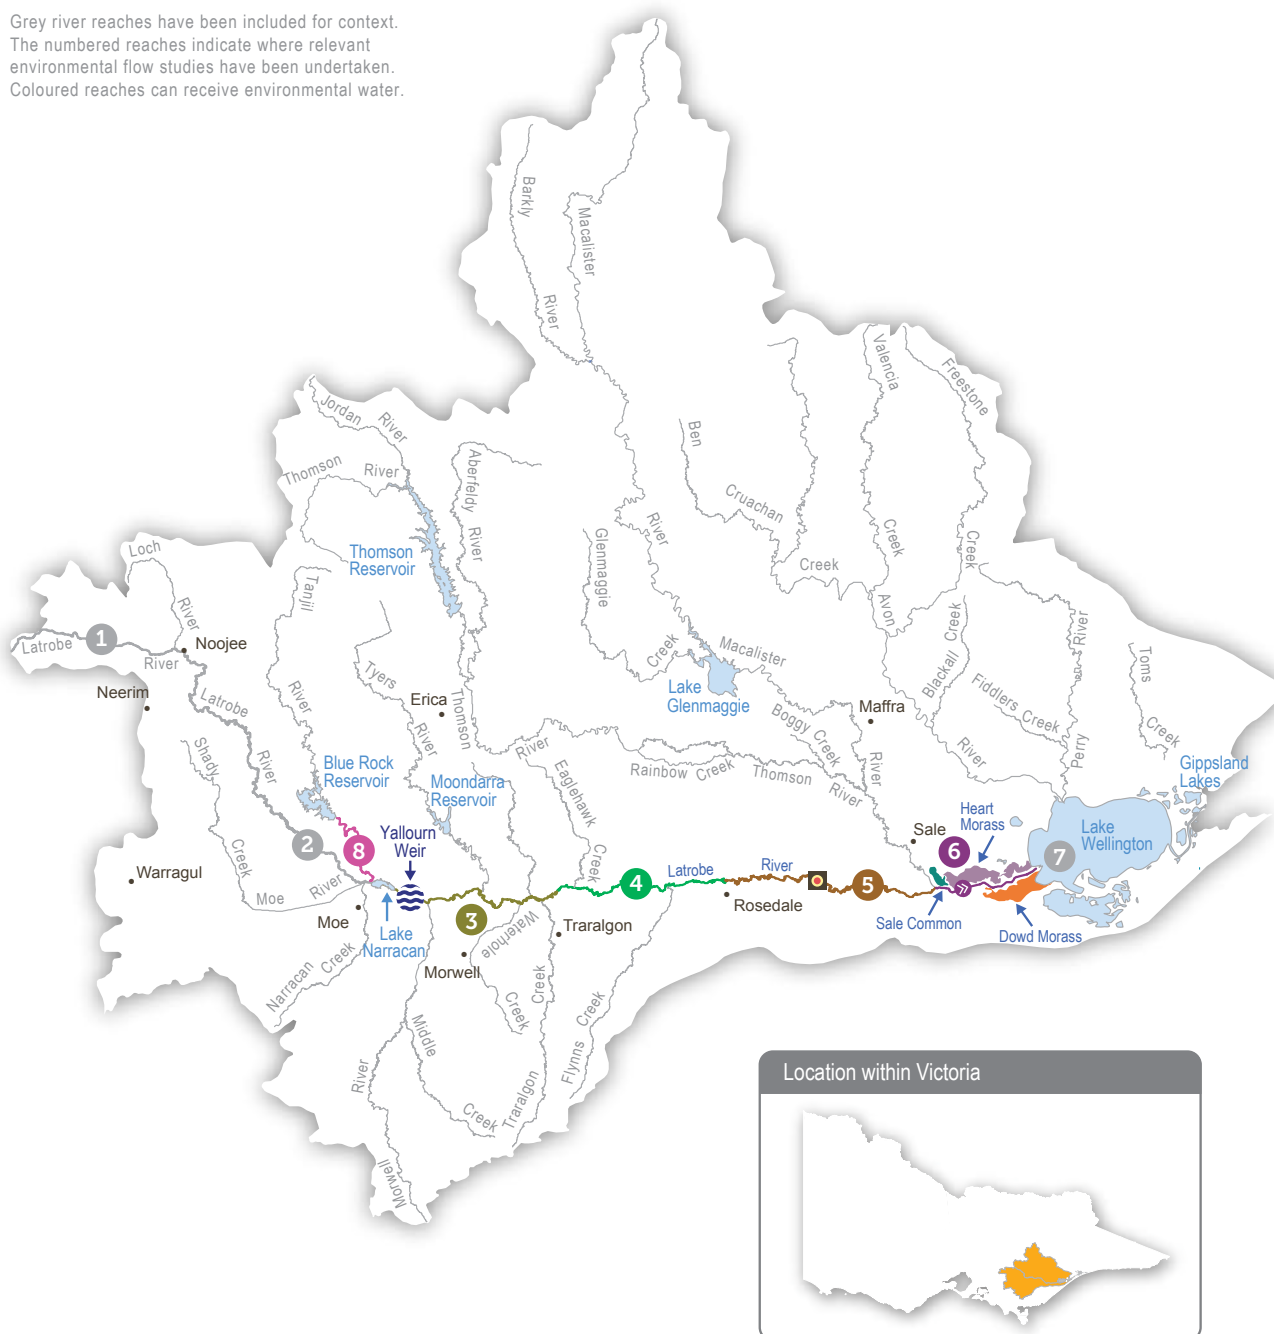 Grey river reaches have been included for context.
The numbered reaches indicate where relevant
environmental flow studies have been undertaken.
Coloured reaches can receive environmental water.
Barkly
River
Macalister
River
Valencia
Creek
Freestone
Creek
Jordan
River
Thomson
River
Aberfeldy
River
Ben
Cruachan
Creek
Thomson
Reservoir
Glenmaggie
Creek
Loch
River
Tanjil
River
Avon
River
Blackall Creek
Perry
River
Toms
Creek
Latrobe
1
River
Noojee
Neerim
Latrobe
River
Tyers
River
Erica
Thomson
River
Macalister
River
Lake
Glenmaggie
Fiddlers Creek
Maffra
Boggy Creek
Shady
Creek
Blue Rock
Reservoir
Moondarra
Reservoir
Eaglehawk
Creek
Rainbow Creek
Thomson
River
Gippsland
Lakes
Heart
Morass
Lake
Wellington
Sale
2
8
Yallourn
Weir
6
7
Warragul
Moe
River
4
Latrobe
River
5
Rosedale
Moe
Lake
Narracan
3
Waterhole
Creek
Traralgon
Sale Common
Dowd Morass
Narracan
Creek
Morwell
Middle
Creek
Traralgon
Creek
Flynns
Creek
River
Morwell
Location within Victoria